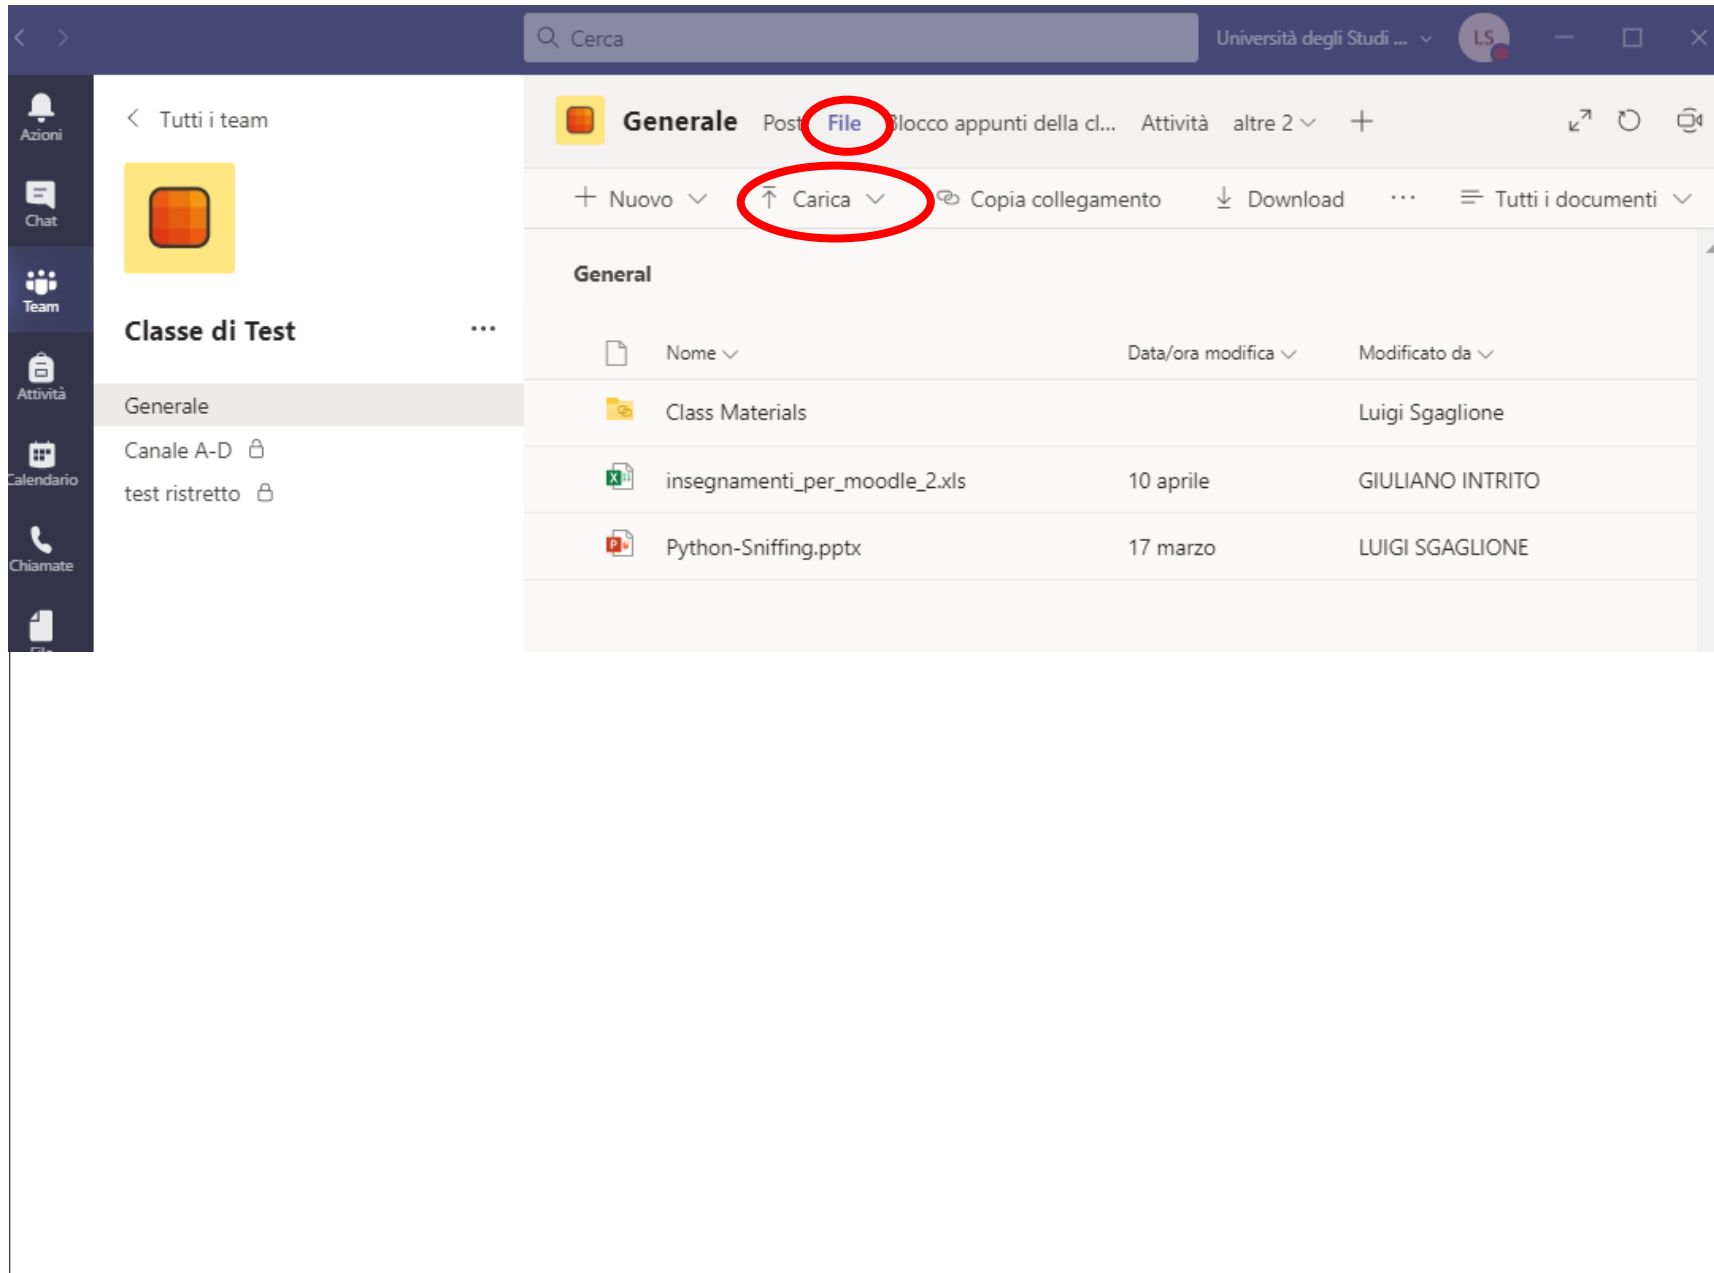 Cerca
Università degli Studi ...
LS
Azioni
Chat
Team
Attività
Calendario
Chiamate
File
Tutti i team
Classe di Test
Generale
Canale A-D
test ristretto
Generale Post File Blocco appunti della cl... Attività altre 2
Nuovo Carica Copia collegamento Download ... Tutti i documenti
General
Nome Data/ora modifica Modificato da
Class Materials Luigi Sgaglione
insegnamenti_per_moodle_2.xls 10 aprile GIULIANO INTRITO
Python-Sniffing.pptx 17 marzo LUIGI SGAGLIONE